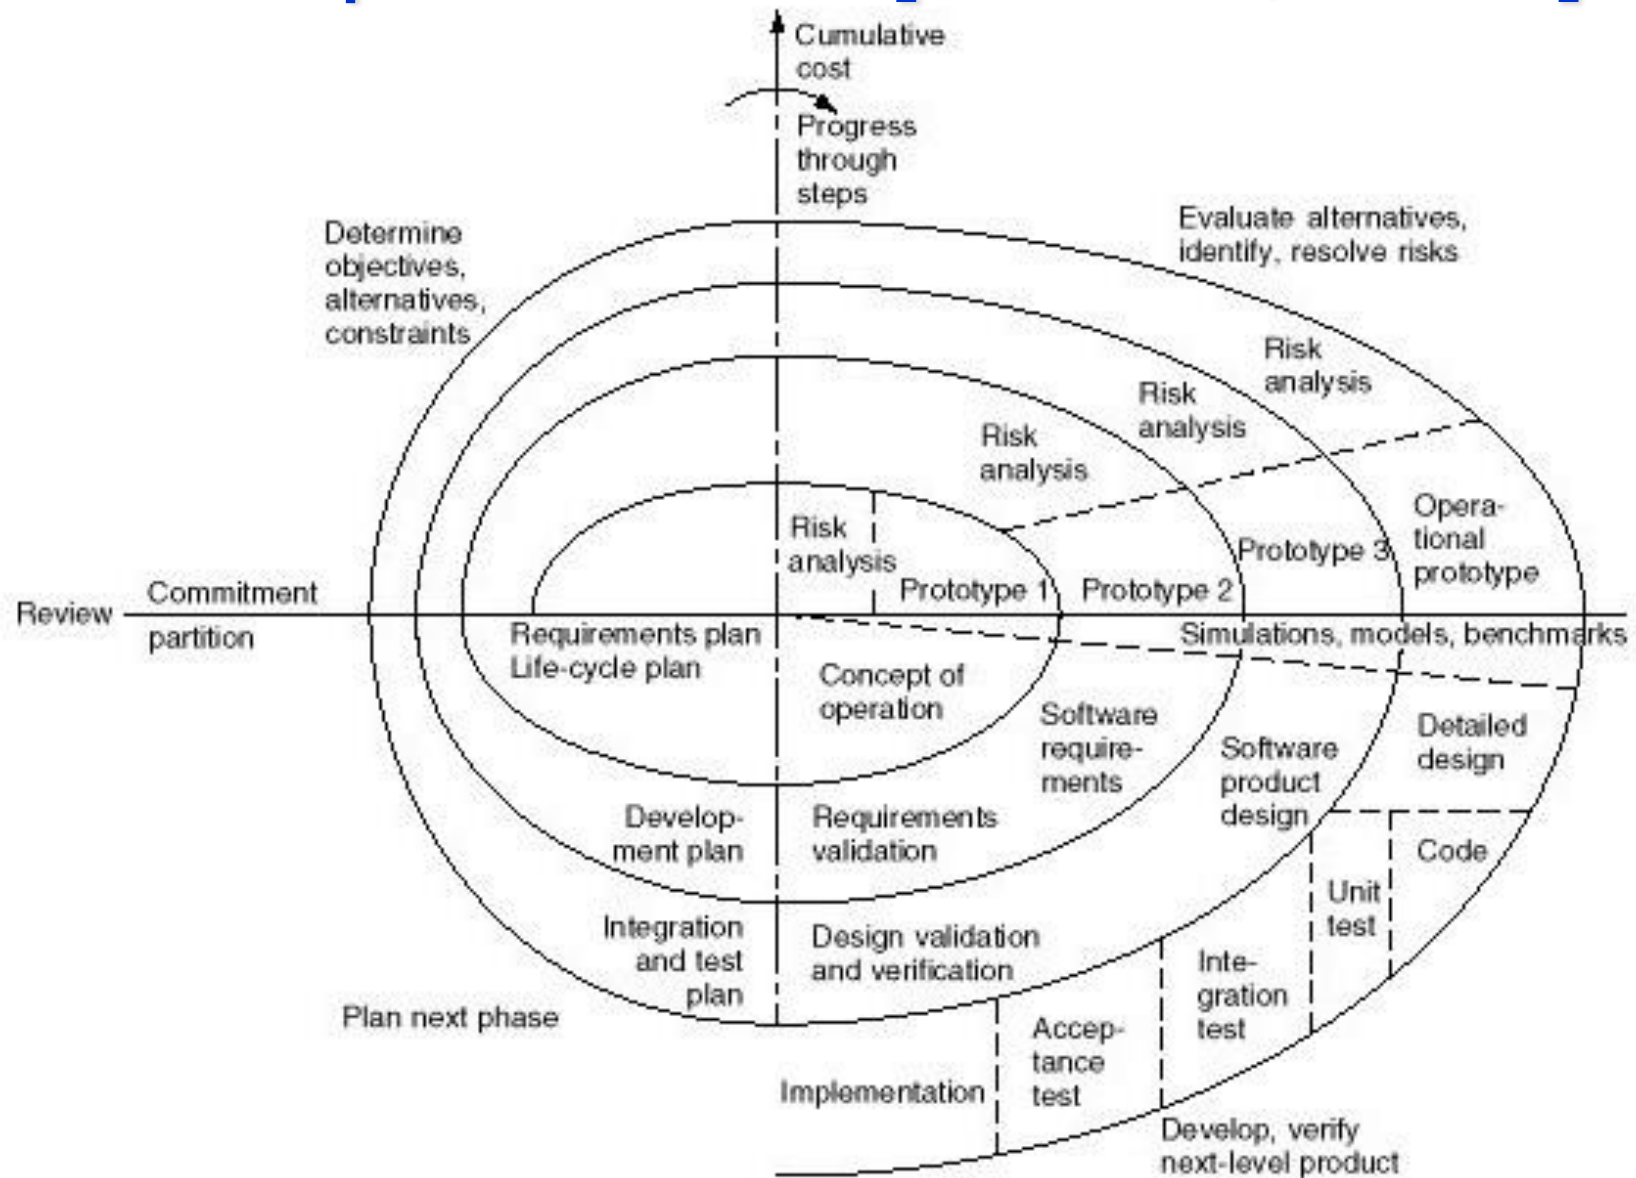 Cumulative
cost
Progress
through
steps
Determine
objectives,
alternatives,
constraints
Evaluate alternatives,
identify, resolve risks
Risk
analysis
Risk
analysis
Risk
analysis
Risk
analysis
Opera-
tional
prototype
Prototype 3
Prototype 2
Prototype 1
Review
Commitment
partition
Requirements plan
Life-cycle plan
Simulations, models, benchmarks
Concept of
operation
Software
require-
ments
Software
product
design
Detailed
design
Develop-
ment plan
Requirements
validation
Code
Unit
test
Integration
and test
plan
Design validation
and verification
Inte-
gration
test
Plan next phase
Accep-
tance
test
Implementation
Develop, verify
next-level product